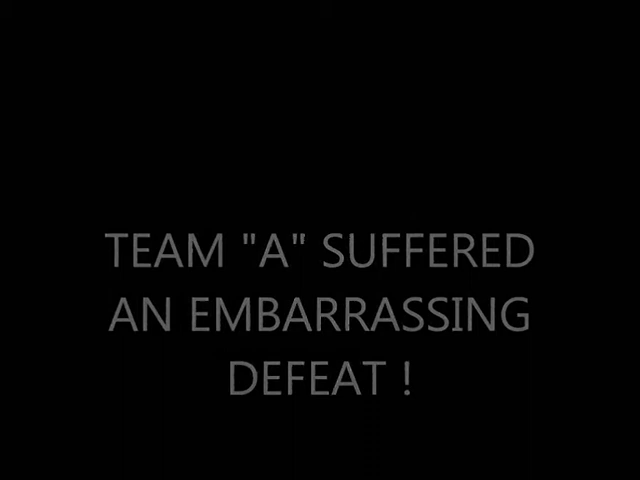 TEAM "A" SUFFERED
AN EMBARRASSING
DEFEAT !